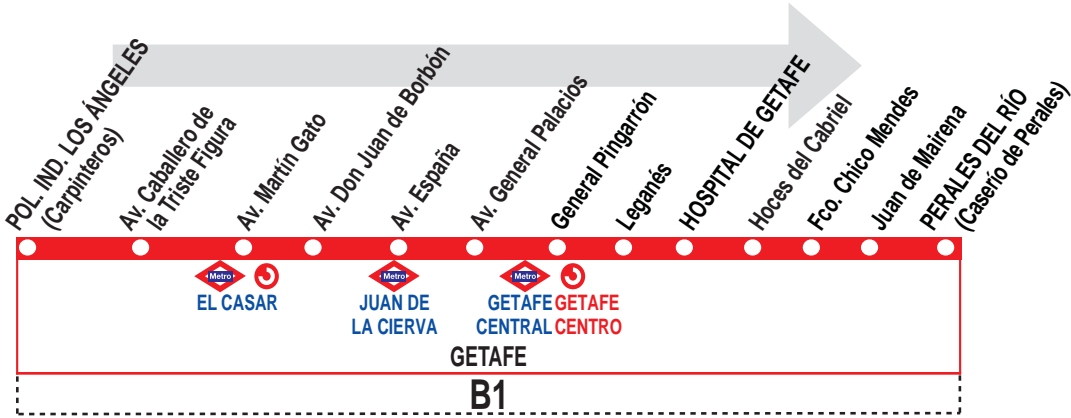 POL. IND. LOS ÁNGELES
(Carpinteros)
Av. Caballero de
la Triste Figura
Av. Martín Gato
Av. Don Juan de Borbón
Av. España
Av. General Palacios
General Pingarrón
Leganés
HOSPITAL DE GETAFE
Hoces del Cabriel
Fco. Chico Mendes
Juan de Mairena
PERALES DEL RÍO
(Caserío de Perales)
Metro
EL CASAR
Metro
JUAN DE
LA CIERVA
Metro
GETAFE
CENTRAL
GETAFE
CENTRO
GETAFE
B1